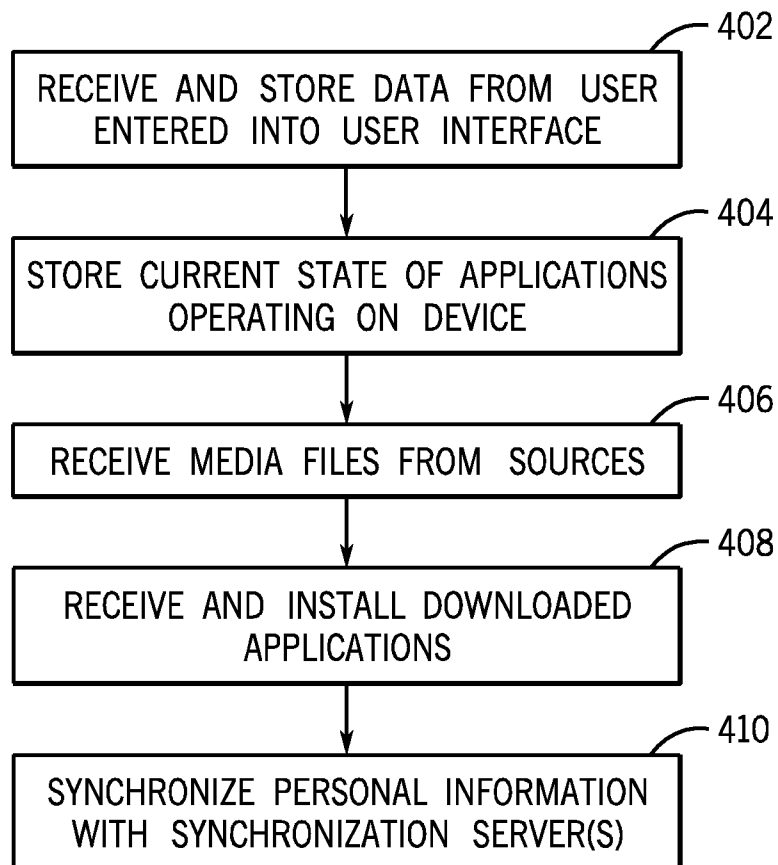 402
RECEIVE AND STORE DATA FROM USER
ENTERED INTO USER INTERFACE
404
STORE CURRENT STATE OF APPLICATIONS
OPERATING ON DEVICE
406
RECEIVE MEDIA FILES FROM SOURCES
408
RECEIVE AND INSTALL DOWNLOADED
APPLICATIONS
410
SYNCHRONIZE PERSONAL INFORMATION
WITH SYNCHRONIZATION SERVER(S)